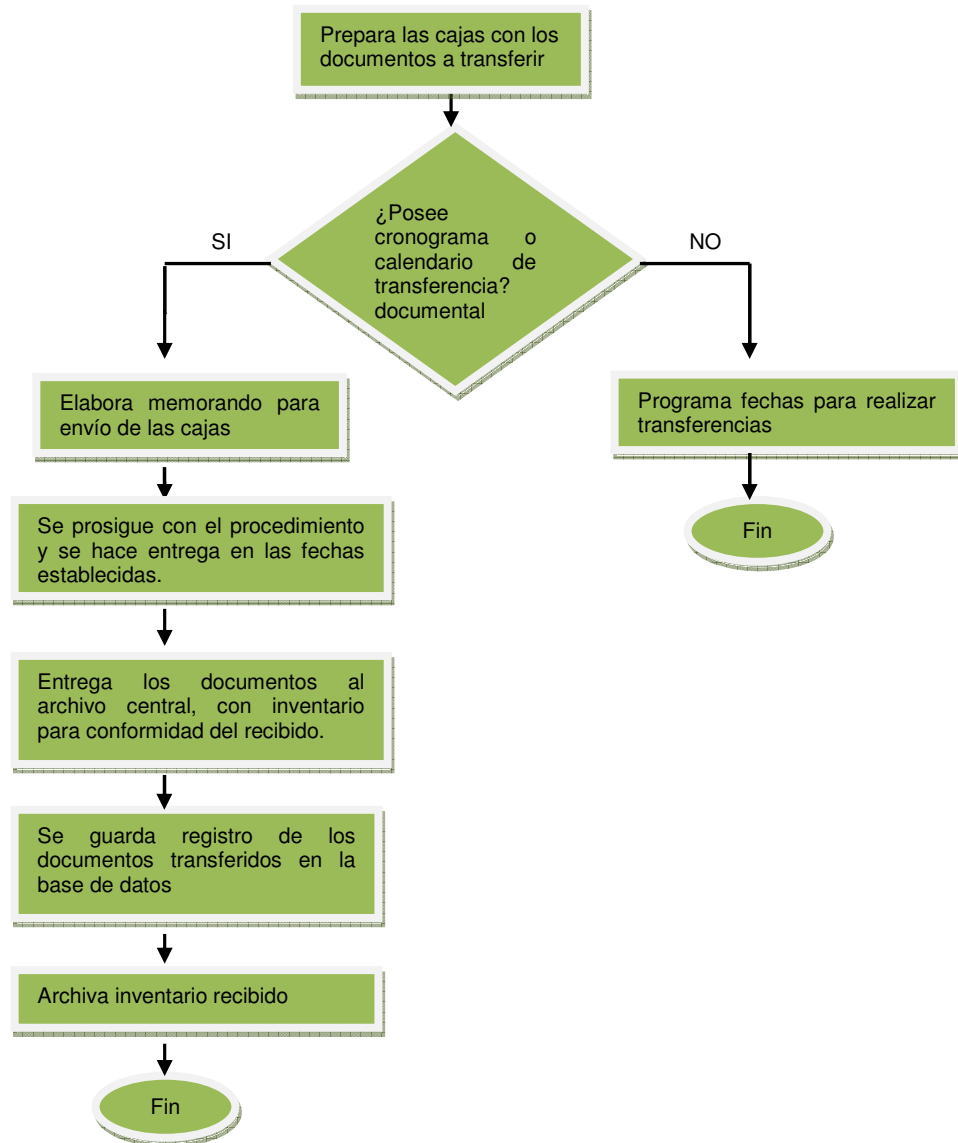 Prepara las cajas con los
documentos a transferir
¿Posee
cronograma o
calendario de
transferencia?
documental
SI
NO
Elabora memorando para
envío de las cajas
Programa fechas para realizar
transferencias
Se prosigue con el procedimiento
y se hace entrega en las fechas
establecidas.
Fin
Entrega los documentos al
archivo central, con inventario
para conformidad del recibido.
Se guarda registro de los
documentos transferidos en la
base de datos
Archiva inventario recibido
Fin